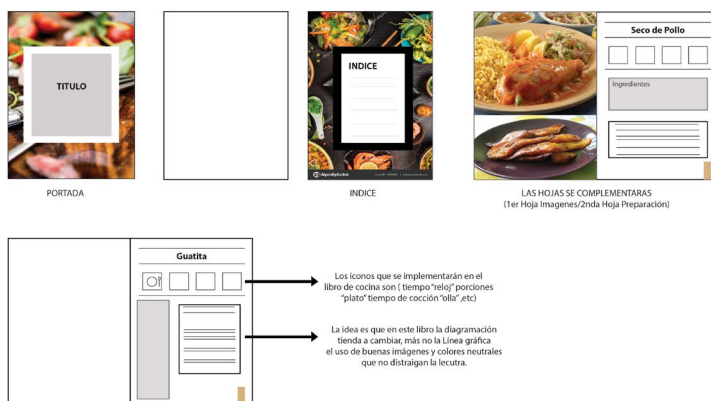 TITULO
PORTADA
INDICE
INDICE
Seco de Pollo
Ingredientes
LAS HOJAS SE COMPLEMENTARAS
(1er Hoja Imagenes/2nda Hoja Preparación)
Guatita
Los íconos que se implementarán en el
libro de cocina son ( tiempo "reloj" porciones
"plato" tiempo de cocción "olla" ,etc)
La idea es que en este libro la diagramación
tienda a cambiar, más no la Línea gráfica
el uso de buenas imágenes y colores neutrales
que no distraigan la lecutra.